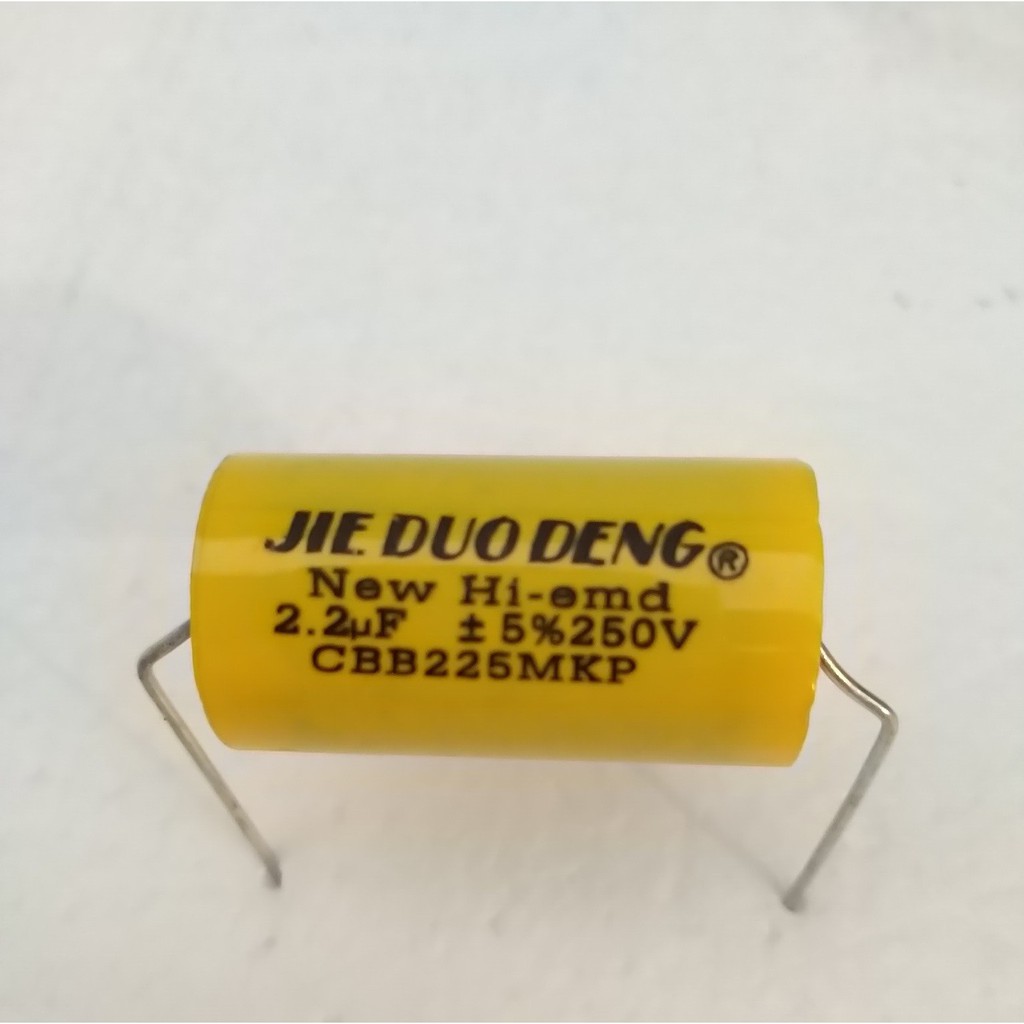 JIE DUO DENG®
New Hi-emd
2.2µF ±5%250V
CBB225MKP